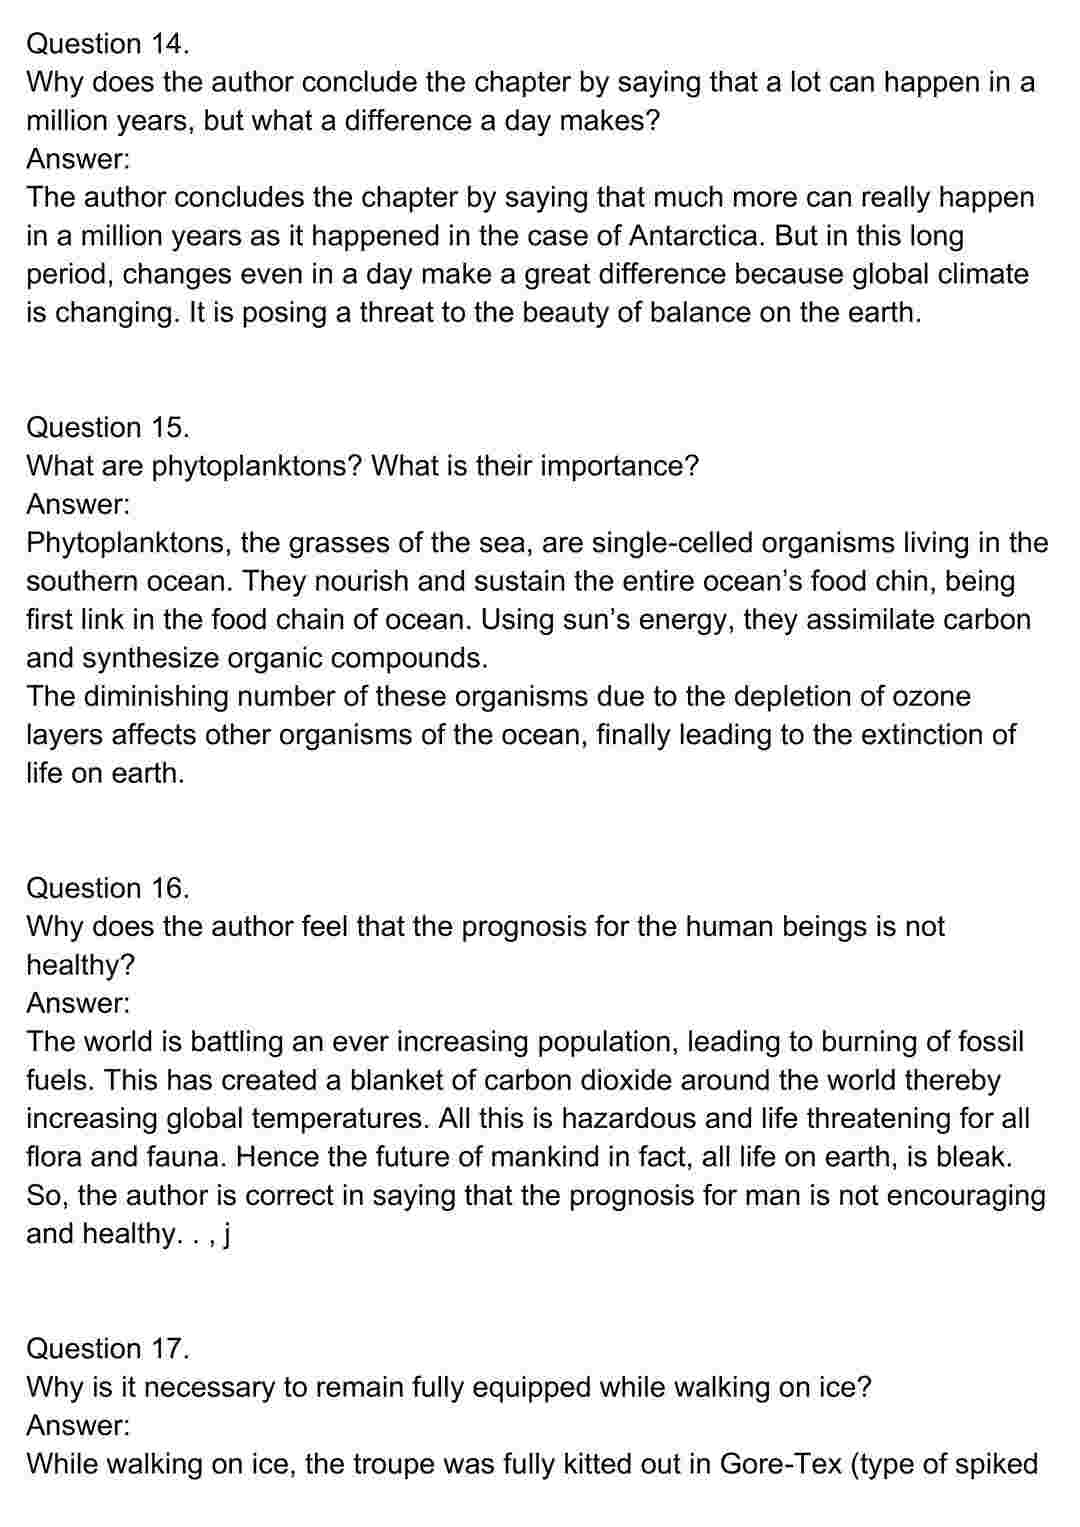 Question 14.
Why does the author conclude the chapter by saying that a lot can happen in a
million years, but what a difference a day makes?
Answer:
The author concludes the chapter by saying that much more can really happen
in a million years as it happened in the case of Antarctica. But in this long
period, changes even in a day make a great difference because global climate
is changing. It is posing a threat to the beauty of balance on the earth.
Question 15.
What are phytoplanktons? What is their importance?
Answer:
Phytoplanktons, the grasses of the sea, are single-celled organisms living in the
southern ocean. They nourish and sustain the entire ocean's food chin, being
first link in the food chain of ocean. Using sun's energy, they assimilate carbon
and synthesize organic compounds.
The diminishing number of these organisms due to the depletion of ozone
layers affects other organisms of the ocean, finally leading to the extinction of
life on earth.
Question 16.
Why does the author feel that the prognosis for the human beings is not
healthy?
Answer:
The world is battling an ever increasing population, leading to burning of fossil
fuels. This has created a blanket of carbon dioxide around the world thereby
increasing global temperatures. All this is hazardous and life threatening for all
flora and fauna. Hence the future of mankind in fact, all life on earth, is bleak.
So, the author is correct in saying that the prognosis for man is not encouraging
and healthy. . , j
Question 17.
Why is it necessary to remain fully equipped while walking on ice?
Answer:
While walking on ice, the troupe was fully kitted out in Gore-Tex (type of spiked